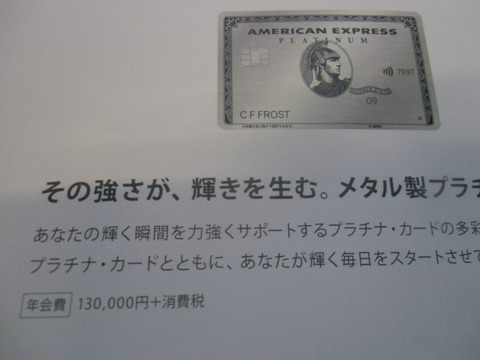 AMERICAN EXPRESS
PLATINUM
7997
09
C F FROST
その強さが、輝きを生む。メタル製プラチ
あなたの輝く瞬間を力強くサポートするプラチナ・カードの多彩
プラチナ・カードとともに、あなたが輝く毎日をスタートさせて
年会費 130,000円+消費税